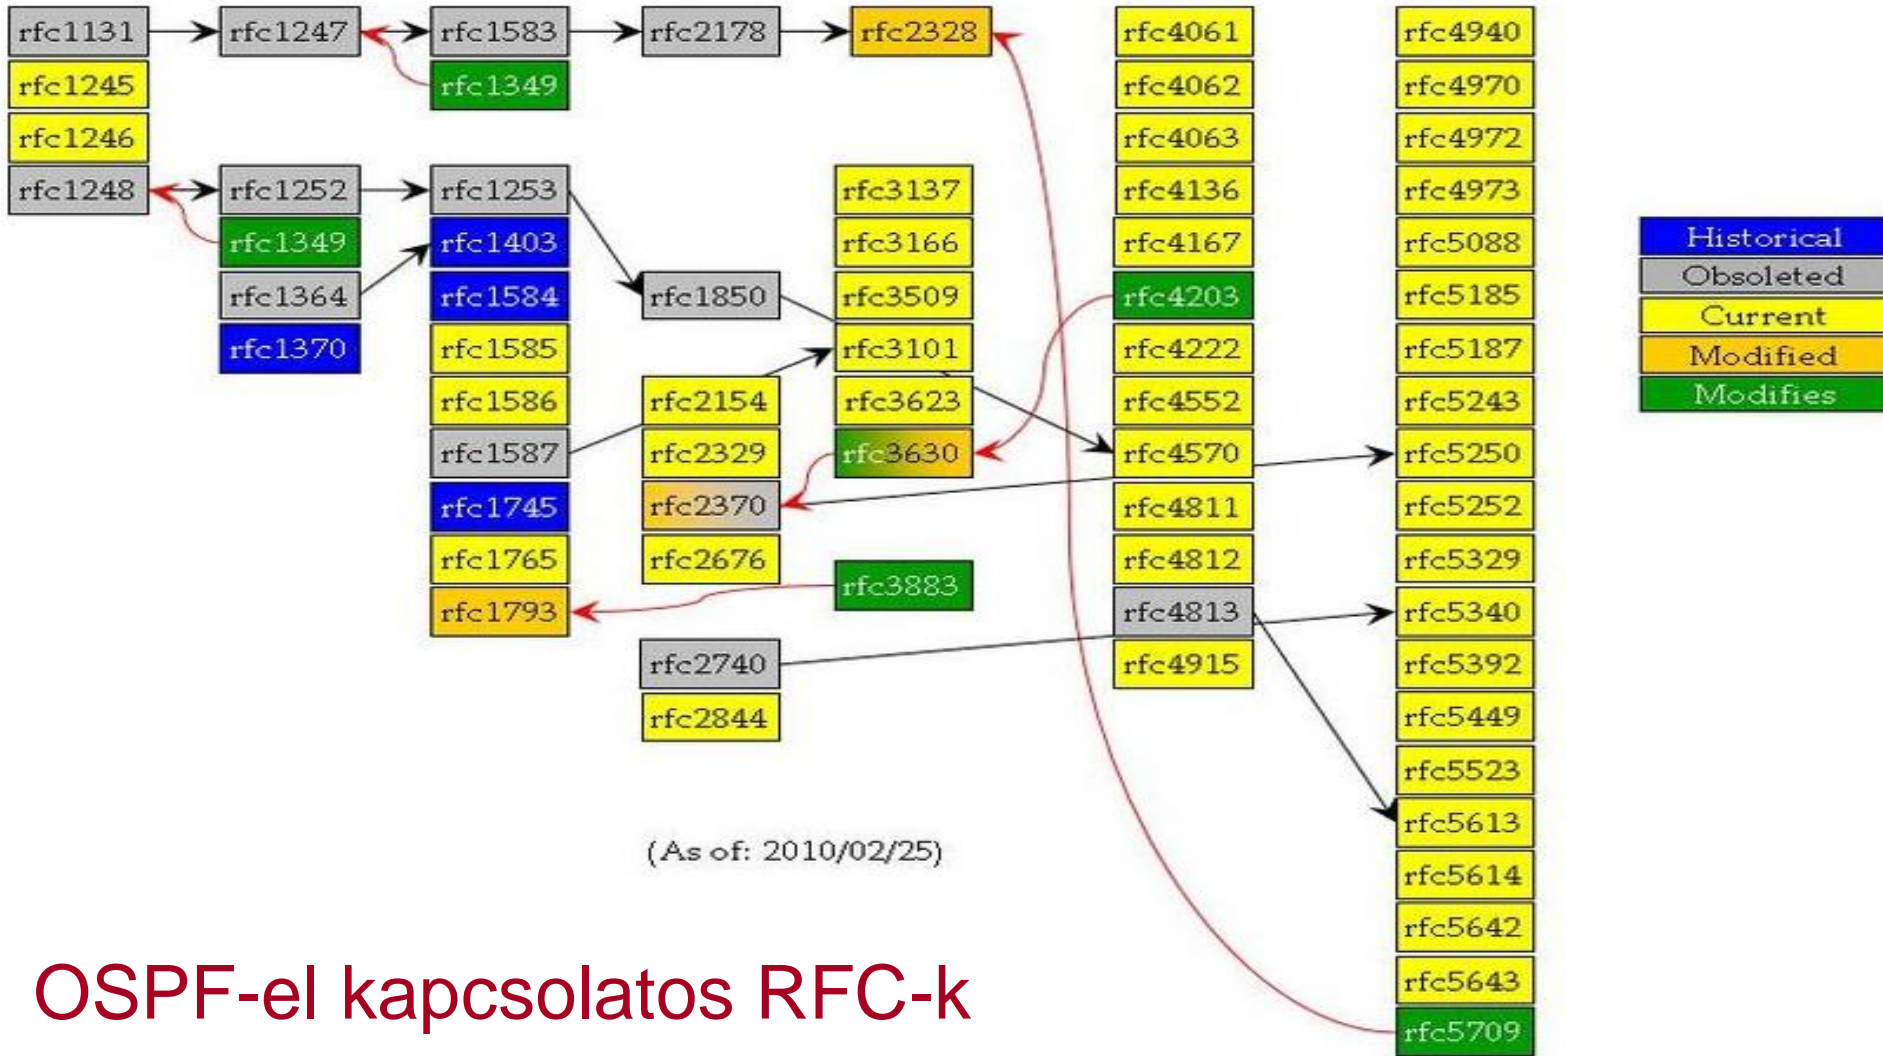 rfc1131
rfc1245
rfc1246
rfc1248
rfc1247
rfc1252
rfc1349
rfc1364
rfc1370
rfc1583
rfc1349
rfc1253
rfc1403
rfc1584
rfc1585
rfc1586
rfc1587
rfc1745
rfc1765
rfc1793
rfc2178
rfc1850
rfc2154
rfc2329
rfc2370
rfc2676
rfc2740
rfc2844
rfc2328
rfc3137
rfc3166
rfc3509
rfc3101
rfc3623
rfc3630
rfc3883
rfc4061
rfc4062
rfc4063
rfc4136
rfc4167
rfc4203
rfc4222
rfc4552
rfc4570
rfc4811
rfc4812
rfc4813
rfc4915
rfc4940
rfc4970
rfc4972
rfc4973
rfc5088
rfc5185
rfc5187
rfc5243
rfc5250
rfc5252
rfc5329
rfc5340
rfc5392
rfc5449
rfc5523
rfc5613
rfc5614
rfc5642
rfc5643
rfc5709
Historical
Obsoleted
Current
Modified
Modifies
(As of: 2010/02/25)
OSPF-el kapcsolatos RFC-k